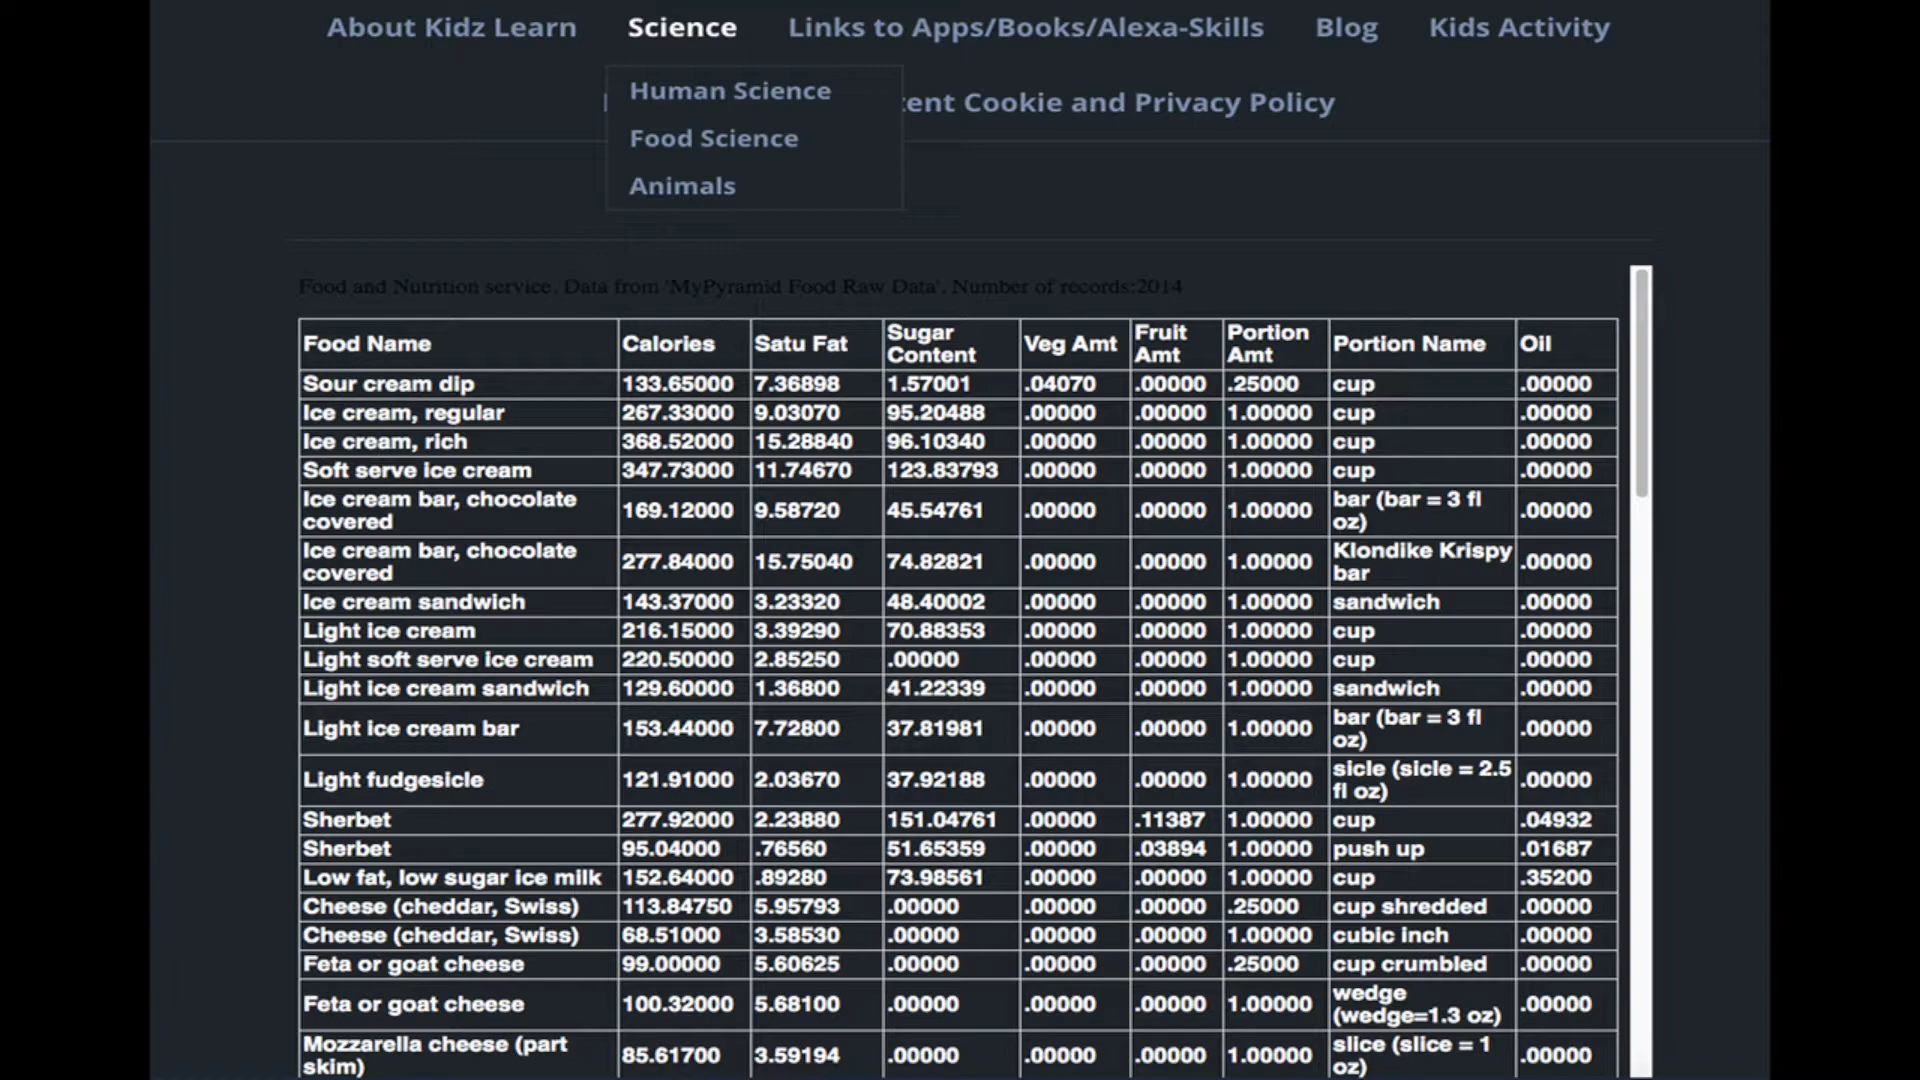 About Kidz Learn Science Links to Apps/Books/Alexa-Skills Blog Kids Activity
Human Science
Cookie and Privacy Policy
Food Science
Animals
Food and Nutrition service. Data from 'MyPyramid Food Raw Data'. Number of records:2014
Food Name Calories Satu Fat Sugar Content Veg Amt Fruit Amt Portion Amt Portion Name Oil
Sour cream dip 133.65000 7.36898 1.57001 .04070 .00000 .25000 cup .00000
Ice cream, regular 267.33000 9.03070 95.20488 .00000 .00000 1.00000 cup .00000
Ice cream, rich 368.52000 15.28840 96.10340 .00000 .00000 1.00000 cup .00000
Soft serve ice cream 347.73000 11.74670 123.83793 .00000 .00000 1.00000 cup .00000
Ice cream bar, chocolate covered 169.12000 9.58720 45.54761 .00000 .00000 1.00000 bar (bar = 3 fl oz) .00000
Ice cream bar, chocolate covered 277.84000 15.75040 74.82821 .00000 .00000 1.00000 Klondike Krispy bar .00000
Ice cream sandwich 143.37000 3.23320 48.40002 .00000 .00000 1.00000 sandwich .00000
Light ice cream 216.15000 3.39290 70.88353 .00000 .00000 1.00000 cup .00000
Light soft serve ice cream 220.50000 2.85250 .00000 .00000 .00000 1.00000 cup .00000
Light ice cream sandwich 129.60000 1.36800 41.22339 .00000 .00000 1.00000 sandwich .00000
Light ice cream bar 153.44000 7.72800 37.81981 .00000 .00000 1.00000 bar (bar = 3 fl oz) .00000
Light fudgesicle 121.91000 2.03670 37.92188 .00000 .00000 1.00000 sicle (sicle = 2.5 fl oz) .00000
Sherbet 277.92000 2.23880 151.04761 .00000 .11387 1.00000 cup .04932
Sherbet 95.04000 .76560 51.65359 .00000 .03894 1.00000 push up .01687
Low fat, low sugar ice milk 152.64000 .89280 73.98561 .00000 .00000 1.00000 cup .35200
Cheese (cheddar, Swiss) 113.84750 5.95793 .00000 .00000 .00000 .25000 cup shredded .00000
Cheese (cheddar, Swiss) 68.51000 3.58530 .00000 .00000 .00000 1.00000 cubic inch .00000
Feta or goat cheese 99.00000 5.60625 .00000 .00000 .00000 .25000 cup crumbled .00000
Feta or goat cheese 100.32000 5.68100 .00000 .00000 .00000 1.00000 wedge (wedge=1.3 oz) .00000
Mozzarella cheese (part skim) 85.61700 3.59194 .00000 .00000 .00000 1.00000 slice (slice = 1 oz) .00000